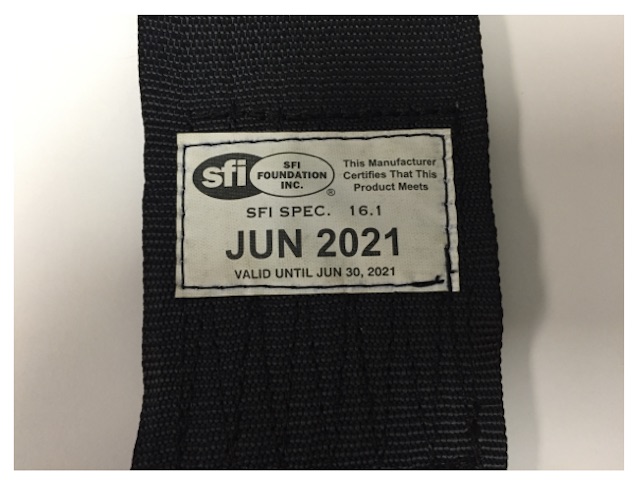 sfi
SFI
FOUNDATION
INC.
®
This Manufacturer
Certifies That This
Product Meets
SFI SPEC. 16.1
JUN 2021
VALID UNTIL JUN 30, 2021